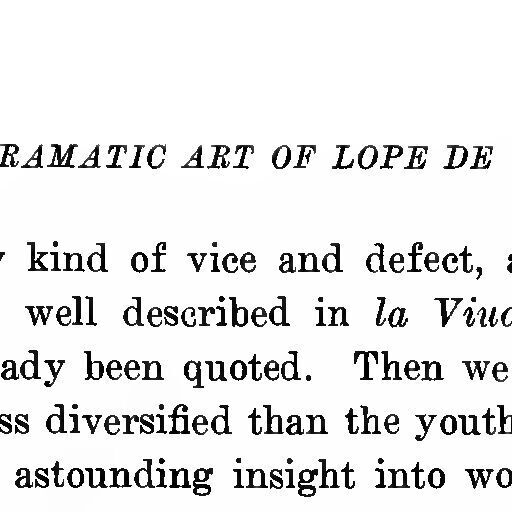 RAMATIC ART OF LOPE DE
kind of vice and defect,
well described in la Viud
ady been quoted. Then we
ss diversified than the youth
astounding insight into wo